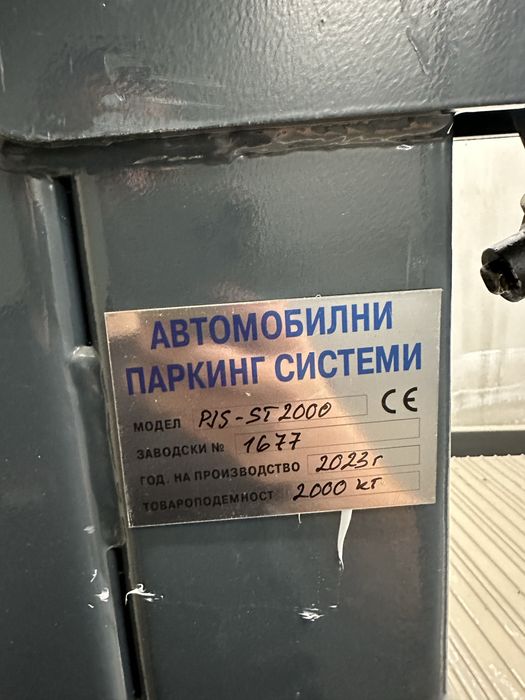 АВТОМОБИЛНИ
ПАРКИНГ СИСТЕМИ
МОДЕЛ PJS-ST2000 CE
ЗАВОДСКИ № 1677
ГОД. НА ПРОИЗВОДСТВО 2023г
ТОВАРОПОДЕМНОСТ 2000 кг